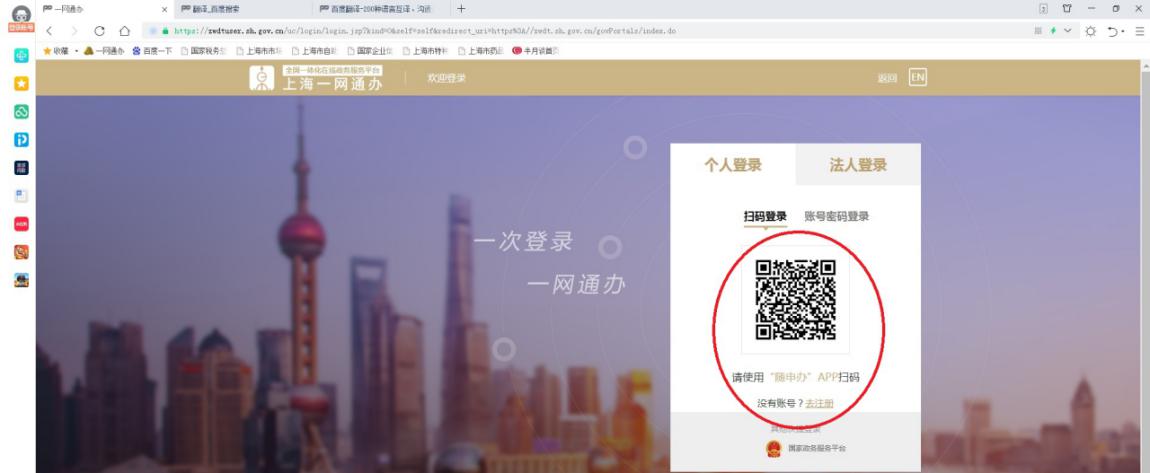 一网通办
翻译_百度搜索
百度翻译-200种语言互译、沟通
登录账号
https://zwdtuser.sh.gov.cn/uc/login/login.jsp?kind=0&self=self&redirect_uri=https%3A//zwdt.sh.gov.cn/govPortals/index.do
收藏
一网通办
百度一下
国家税务总
上海市市场
上海市自助
国家企业信
上海市特种
上海市药品
半月谈首页
全国一体化在线政务服务平台
上海一网通办
欢迎登录
返回
EN
个人登录
法人登录
扫码登录
账号密码登录
一次登录
一网通办
请使用“随申办”APP扫码
没有账号？去注册
国家政务服务平台